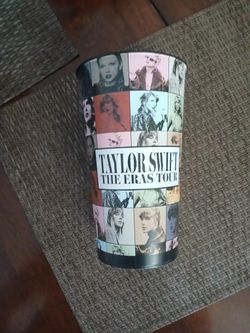 TAYLOR SWIFT
THE ERAS TOUR